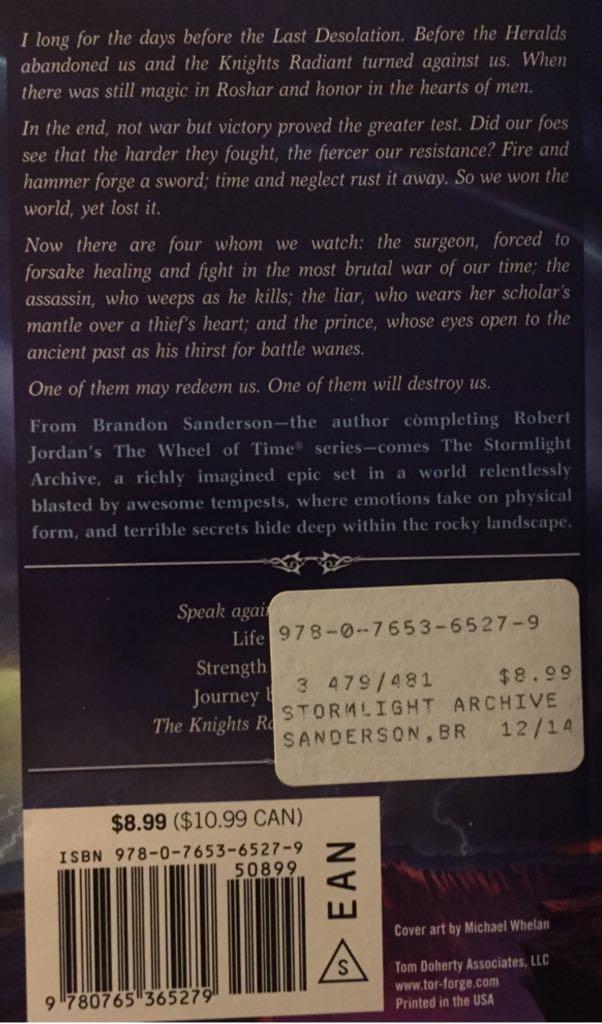 I long for the days before the Last Desolation. Before the Heralds
abandoned us and the Knights Radiant turned against us. When
there was still magic in Roshar and honor in the hearts of men.
In the end, not war but victory proved the greater test. Did our foes
see that the harder they fought, the fiercer our resistance? Fire and
hammer forge a sword; time and neglect rust it away. So we won the
world, yet lost it.
Now there are four whom we watch: the surgeon, forced to
forsake healing and fight in the most brutal war of our time; the
assassin, who weeps as he kills; the liar, who wears her scholar's
mantle over a thief's heart; and the prince, whose eyes open to the
ancient past as his thirst for battle wanes.
One of them may redeem us. One of them will destroy us.
From Brandon Sanderson—the author completing Robert
Jordan's The Wheel of Time® series—comes The Stormlight
Archive, a richly imagined epic set in a world relentlessly
blasted by awesome tempests, where emotions take on physical
form, and terrible secrets hide deep within the rocky landscape.
Speak agai
Life
Strength
Journey b
The Knights Ra
978-0-7653-6527-9
3 479/481 $8.99
STORMLIGHT ARCHIVE
SANDERSON,BR 12/14
$8.99 ($10.99 CAN)
ISBN 978-0-7653-6527-9
50899
EAN
S
9 780765 365279
Cover art by Michael Whelan
Tom Doherty Associates, LLC
www.tor-forge.com
Printed in the USA